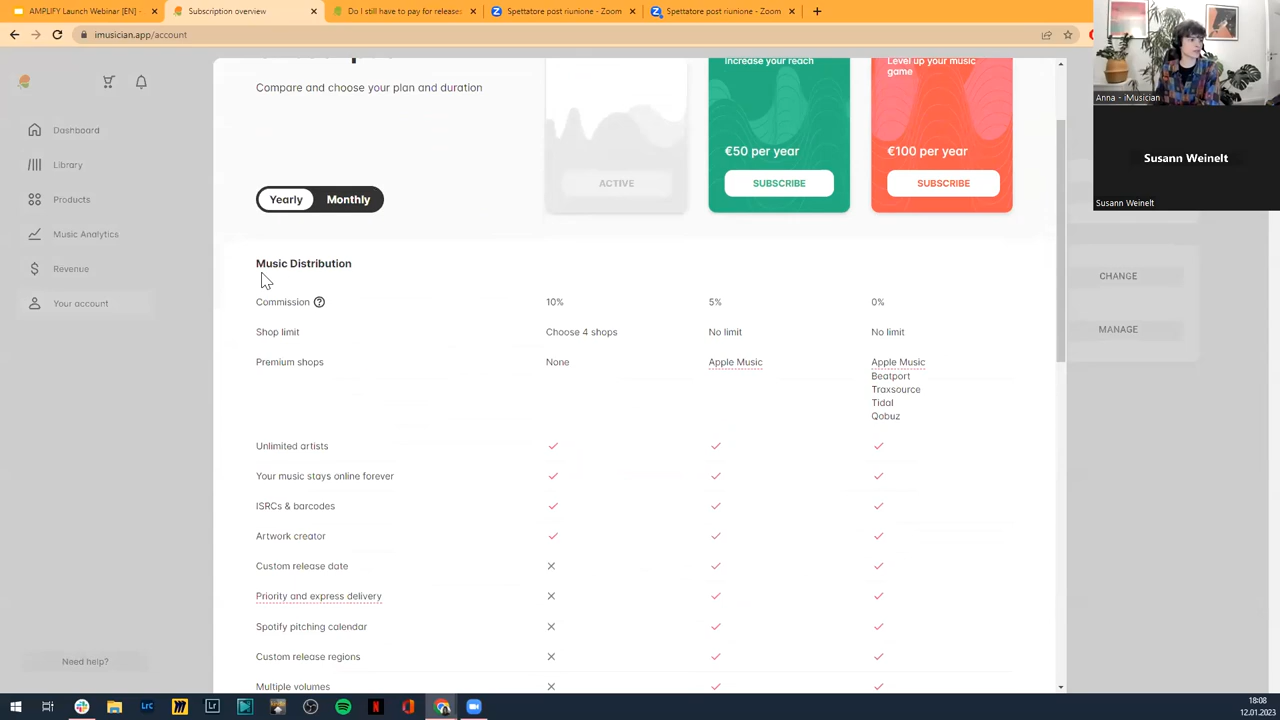 AMPLIFY Launch Webinar [EN]
Subscription overview
Do I still have to pay for releases
Spettatore post riunione - Zoom
Spettatore post riunione - Zoom
imusician.app/account
Anna - iMusician
Susann Weinelt
Susann Weinelt
Dashboard
Library
Products
Music Analytics
Revenue
Your account
Need help?
Compare and choose your plan and duration
Increase your reach
Level up your music
game
€50 per year
€100 per year
ACTIVE
SUBSCRIBE
SUBSCRIBE
Yearly
Monthly
CHANGE
MANAGE
Music Distribution
Commission ? 10% 5% 0%
Shop limit Choose 4 shops No limit No limit
Premium shops None Apple Music Apple Music
Beatport
Traxsource
Tidal
Qobuz
Unlimited artists
Your music stays online forever
ISRCs & barcodes
Artwork creator
Custom release date
Priority and express delivery
Spotify pitching calendar
Custom release regions
Multiple volumes
Lrc
Lr
18:08
12.01.2023